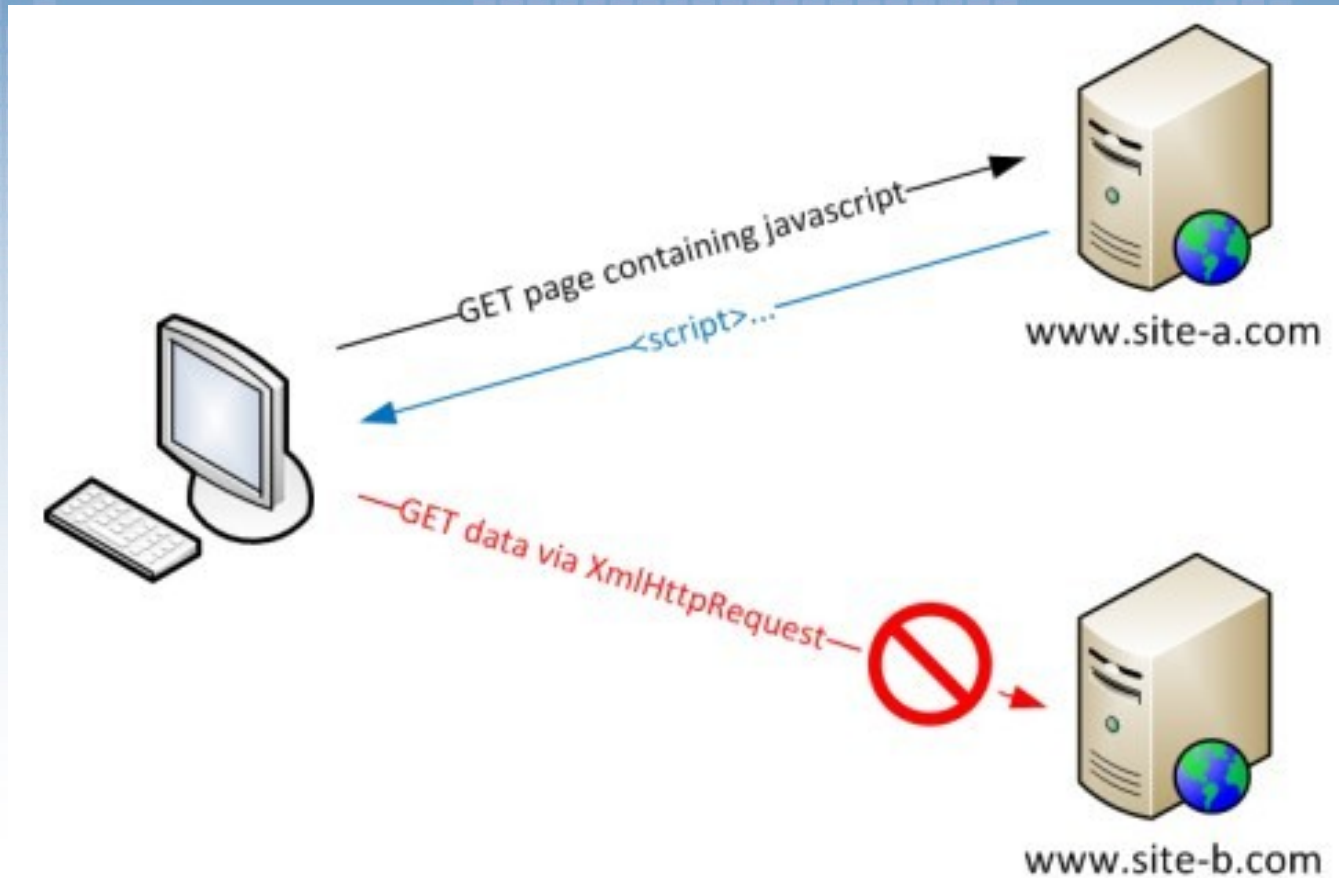 GET page containing javascript
<script>...
www.site-a.com
GET data via XmlHttpRequest
www.site-b.com